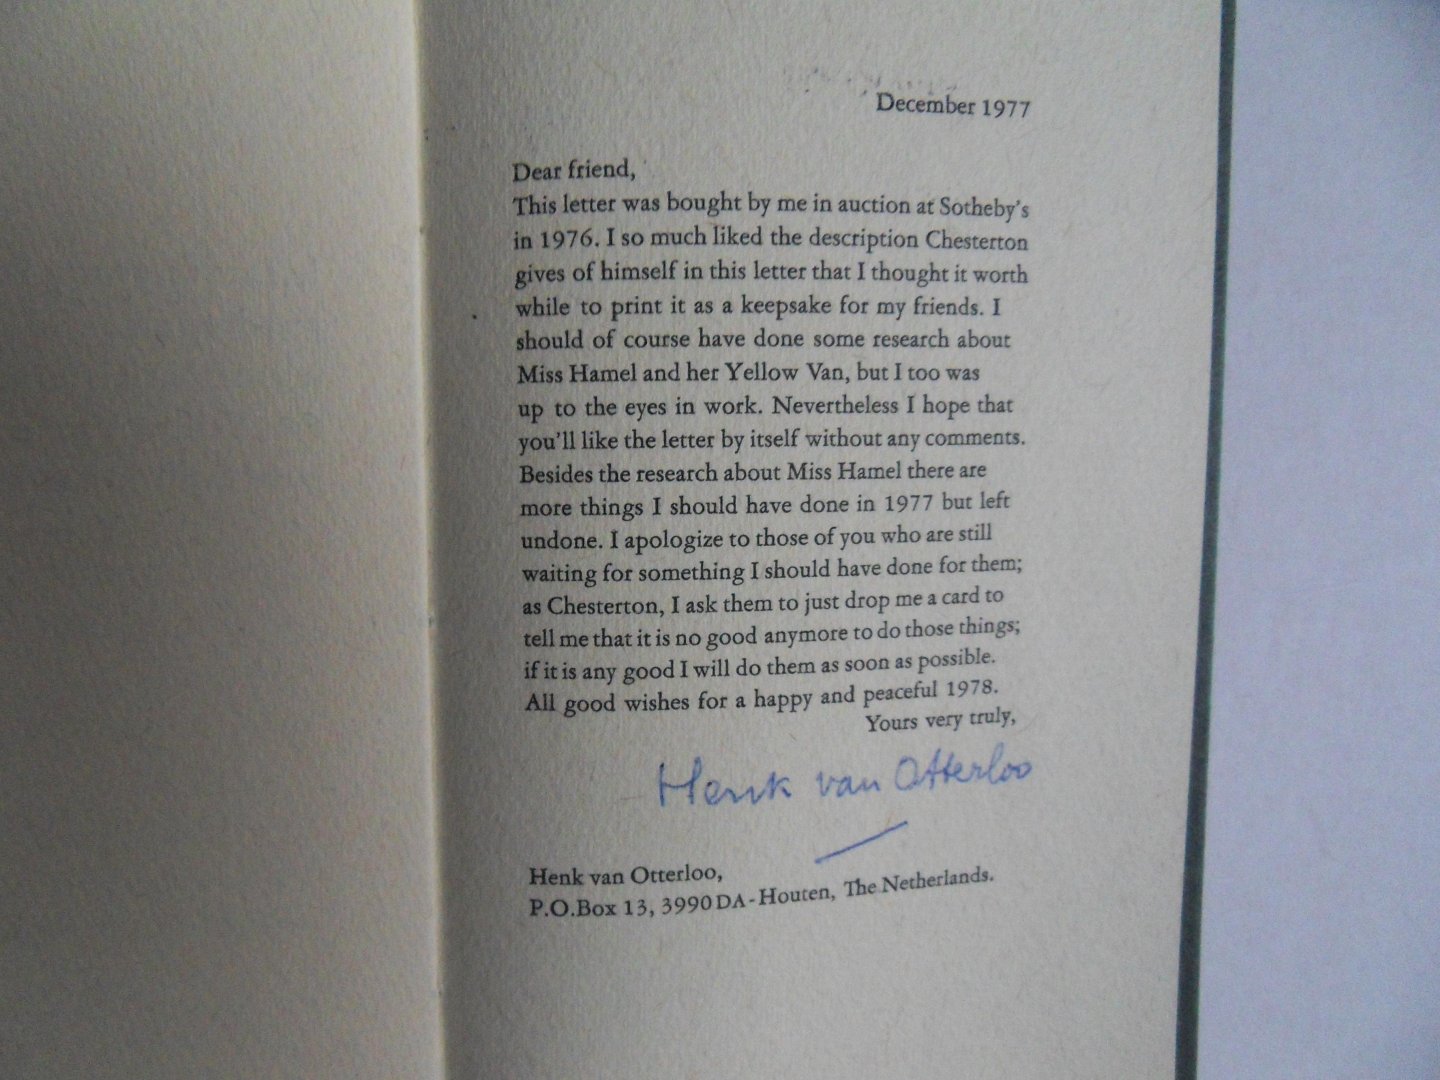 December 1977
Dear friend,
This letter was bought by me in auction at Sotheby's
in 1976. I so much liked the description Chesterton
gives of himself in this letter that I thought it worth
while to print it as a keepsake for my friends. I
should of course have done some research about
Miss Hamel and her Yellow Van, but I too was
up to the eyes in work. Nevertheless I hope that
you'll like the letter by itself without any comments.
Besides the research about Miss Hamel there are
more things I should have done in 1977 but left
undone. I apologize to those of you who are still
waiting for something I should have done for them;
as Chesterton, I ask them to just drop me a card to
tell me that it is no good anymore to do those things;
if it is any good I will do them as soon as possible.
All good wishes for a happy and peaceful 1978.
Yours very truly,
Henk van Otterloo
Henk van Otterloo,
P.O.Box 13, 3990 DA-Houten, The Netherlands.